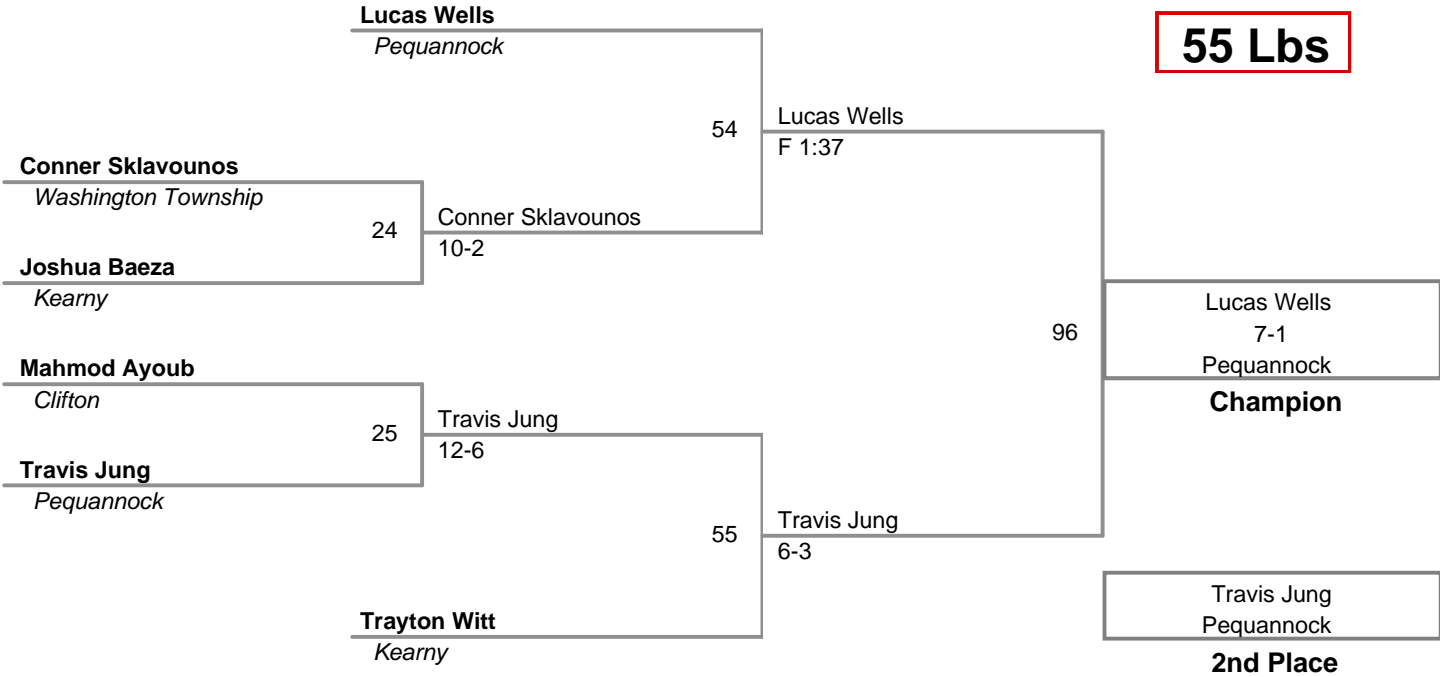 Lucas Wells
Pequannock
55 Lbs
54
Lucas Wells
F 1:37
Conner Sklavounos
Washington Township
24
Conner Sklavounos
10-2
Joshua Baeza
Kearny
96
Lucas Wells
7-1
Pequannock
Champion
Mahmod Ayoub
Clifton
25
Travis Jung
12-6
Travis Jung
Pequannock
55
Travis Jung
6-3
Trayton Witt
Kearny
Travis Jung
Pequannock
2nd Place